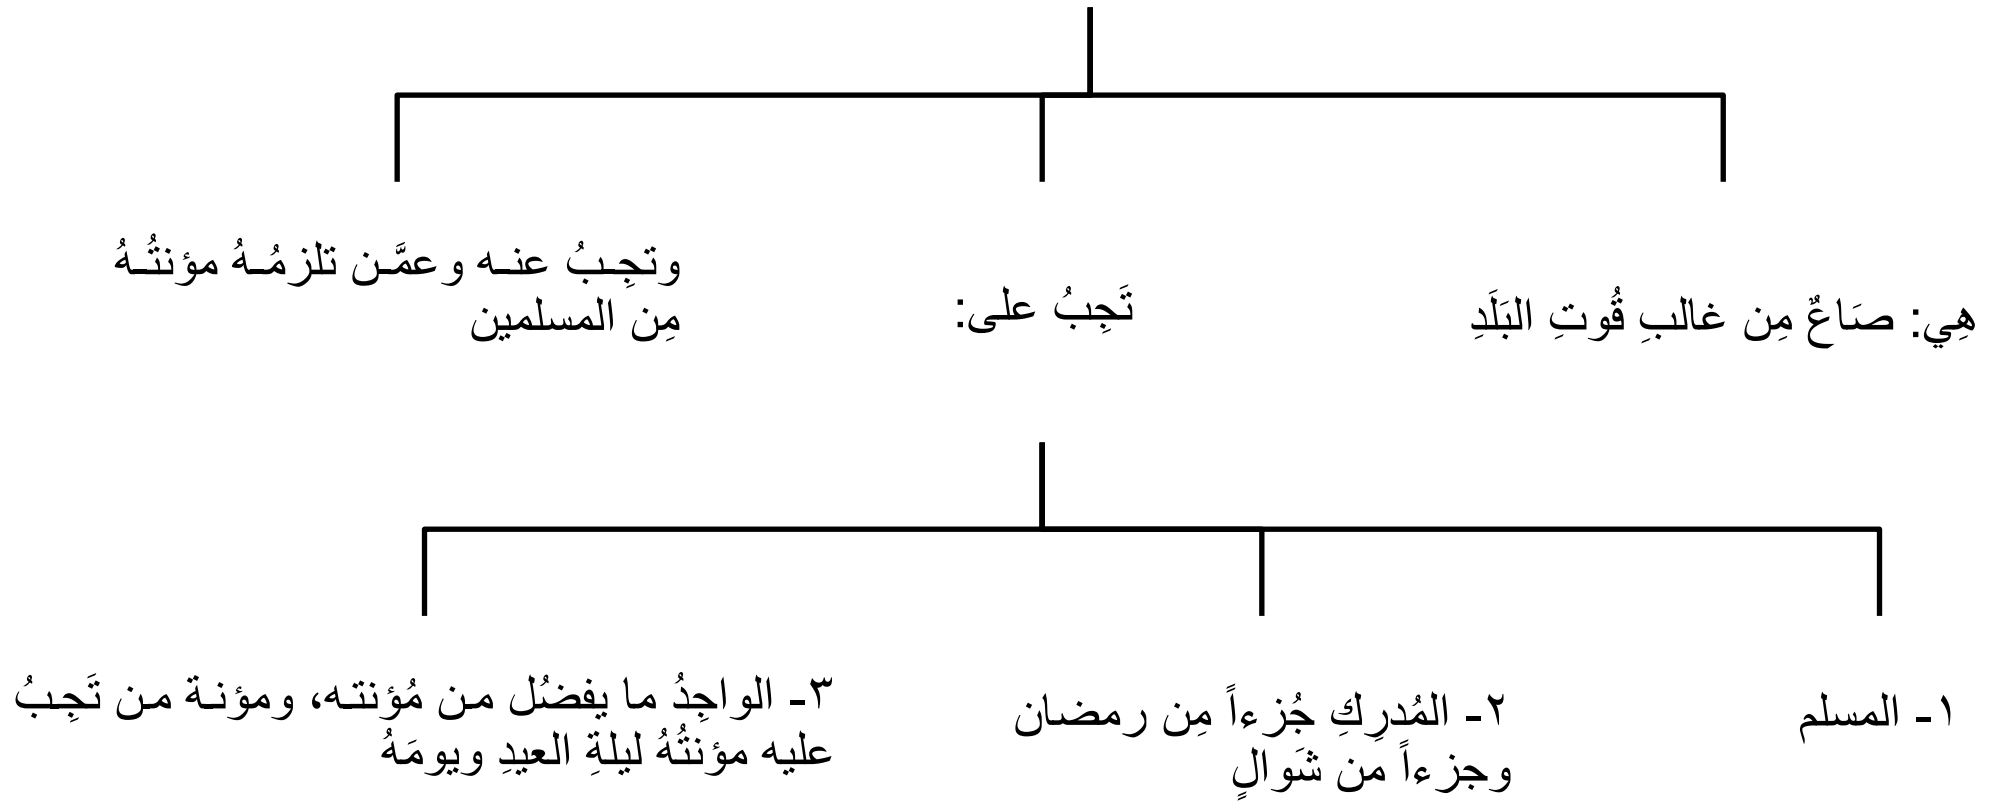 هِي: صَاعٌ مِن غالبِ قُوتِ البَلَدِ
تَجِبُ على:
وتجِبُ عنه وعمَّن تلزمُهُ مؤنتُهُ
مِن المسلمين
١- المسلم
٢- المُدرِكِ جُزءاً مِن رمضان
وجزءاً من شَوالٍ
٣- الواجِدُ ما يفضُل من مُؤنته، ومؤنة من تَجِبُ
عليه مؤنتُهُ ليلةِ العيدِ ويومَهُ